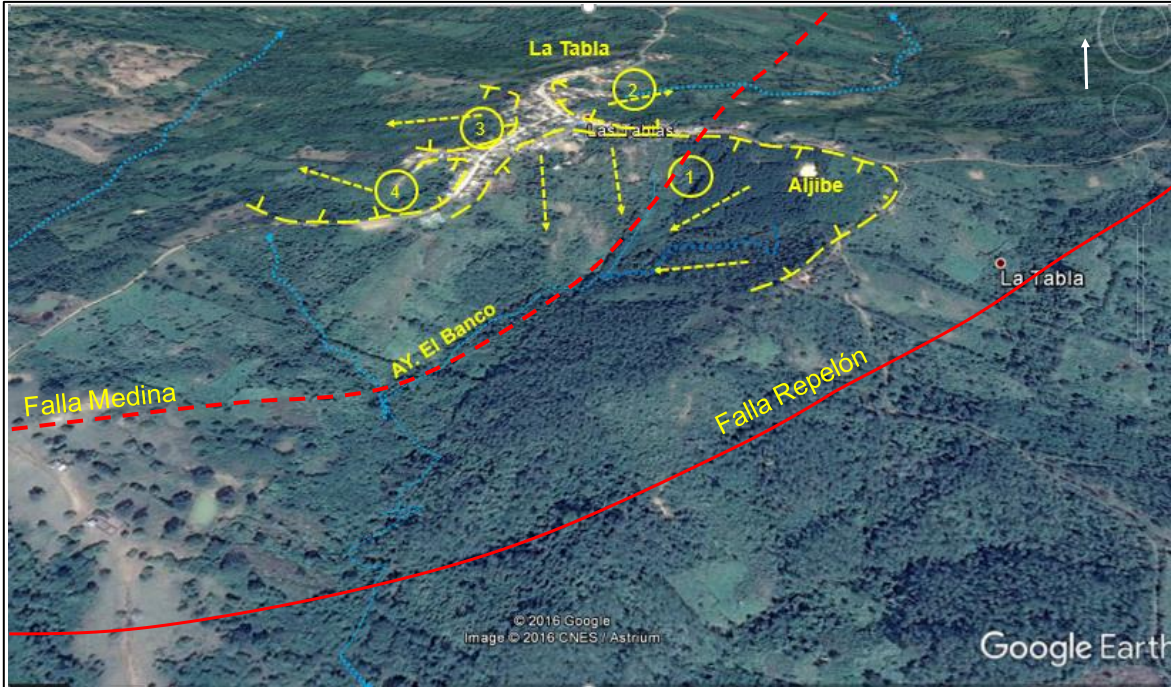 La Tabla
2
3
Las Tablas
1
Aljibe
4
La Tabla
AY. El Banco
Falla Medina
Falla Repelón
© 2016 Google
Image © 2016 CNES / Astrium
Google Earth